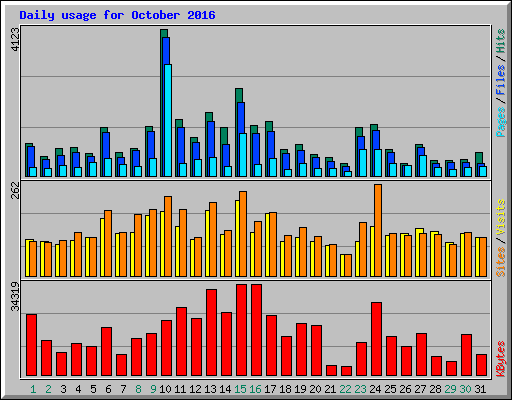 Daily usage for October 2016
4123
Pages / Files / Hits
262
Sites / Visits
34319
KBytes
1 2 3 4 5 6 7 8 9 10 11 12 13 14 15 16 17 18 19 20 21 22 23 24 25 26 27 28 29 30 31